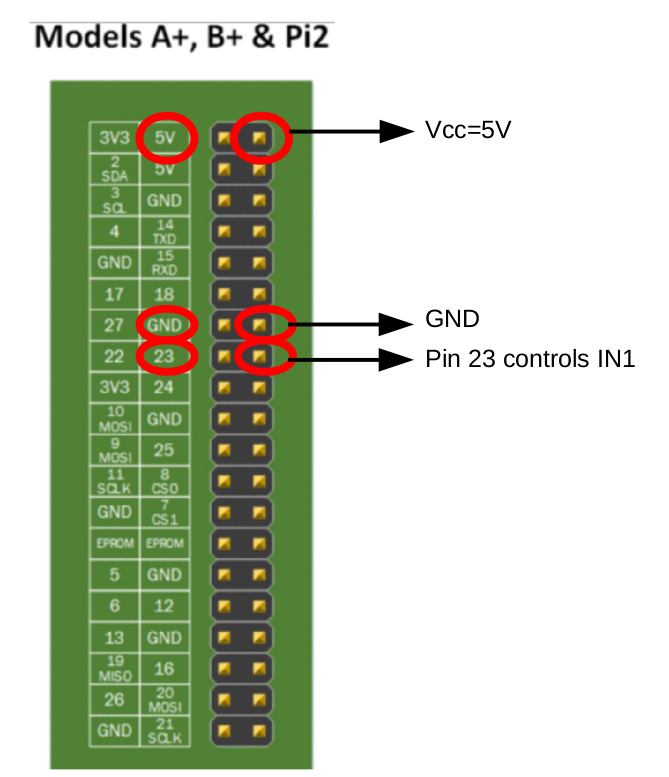 Models A+, B+ & Pi2
3V3 5V
Vcc=5V
2 SDA 5V
3 SCL GND
4 14 TXD
GND 15 RXD
17 18
27 GND
GND
22 23
Pin 23 controls IN1
3V3 24
10 MOSI GND
9 MOSI 25
11 SCLK 8 CS0
GND 7 CS1
EPROM EPROM
5 GND
6 12
13 GND
19 MISO 16
26 20 MOSI
GND 21 SCLK